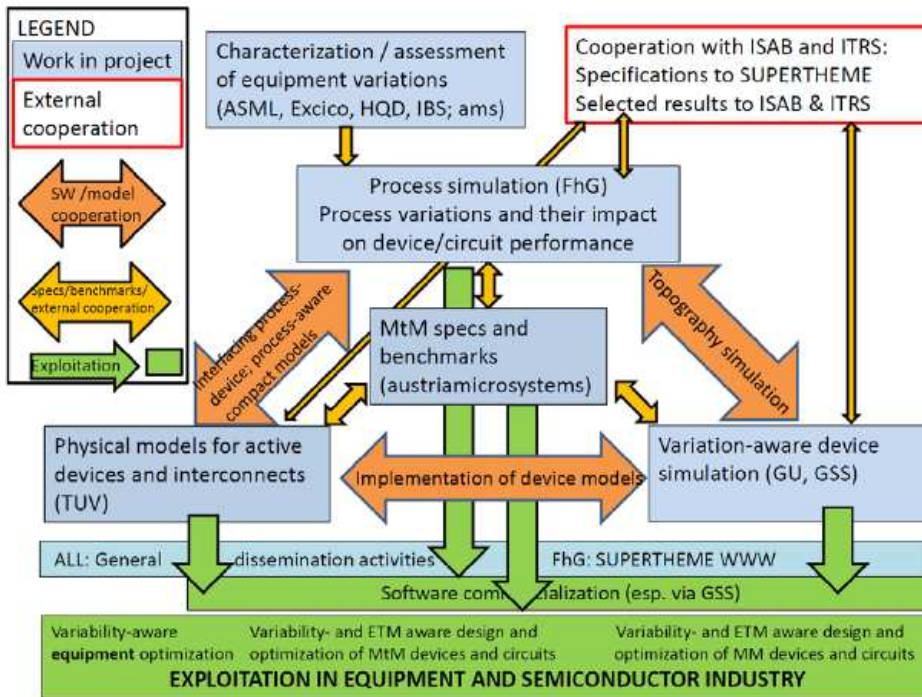 LEGEND
Work in project
External
cooperation
SW /model
cooperation
Specs/benchmarks/
external cooperation
Exploitation
Characterization / assessment
of equipment variations
(ASML, Excico, HQD, IBS; ams)
Cooperation with ISAB and ITRS:
Specifications to SUPERTHEME
Selected results to ISAB & ITRS
Process simulation (FhG)
Process variations and their impact
on device/circuit performance
Interfacing process-
device; process-aware
compact models
MtM specs and
benchmarks
(austriamicrosystems)
Topography simulation
Physical models for active
devices and interconnects
(TUV)
Implementation of device models
Variation-aware device
simulation (GU, GSS)
ALL: General dissemination activities FhG: SUPERTHEME WWW
Software com cialization (esp. via GSS)
Variability-aware
equipment optimization
Variability- and ETM aware design and
optimization of MtM devices and circuits
Variability- and ETM aware design and
optimization of MM devices and circuits
EXPLOITATION IN EQUIPMENT AND SEMICONDUCTOR INDUSTRY